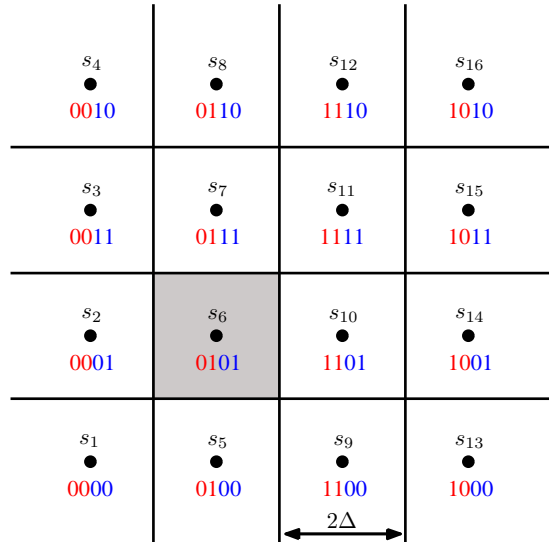 s₄ s₈ s₁₂ s₁₆
0010 0110 1110 1010
s₃ s₇ s₁₁ s₁₅
0011 0111 1111 1011
s₂ s₆ s₁₀ s₁₄
0001 0101 1101 1001
s₁ s₅ s₉ s₁₃
0000 0100 1100 1000
2Δ